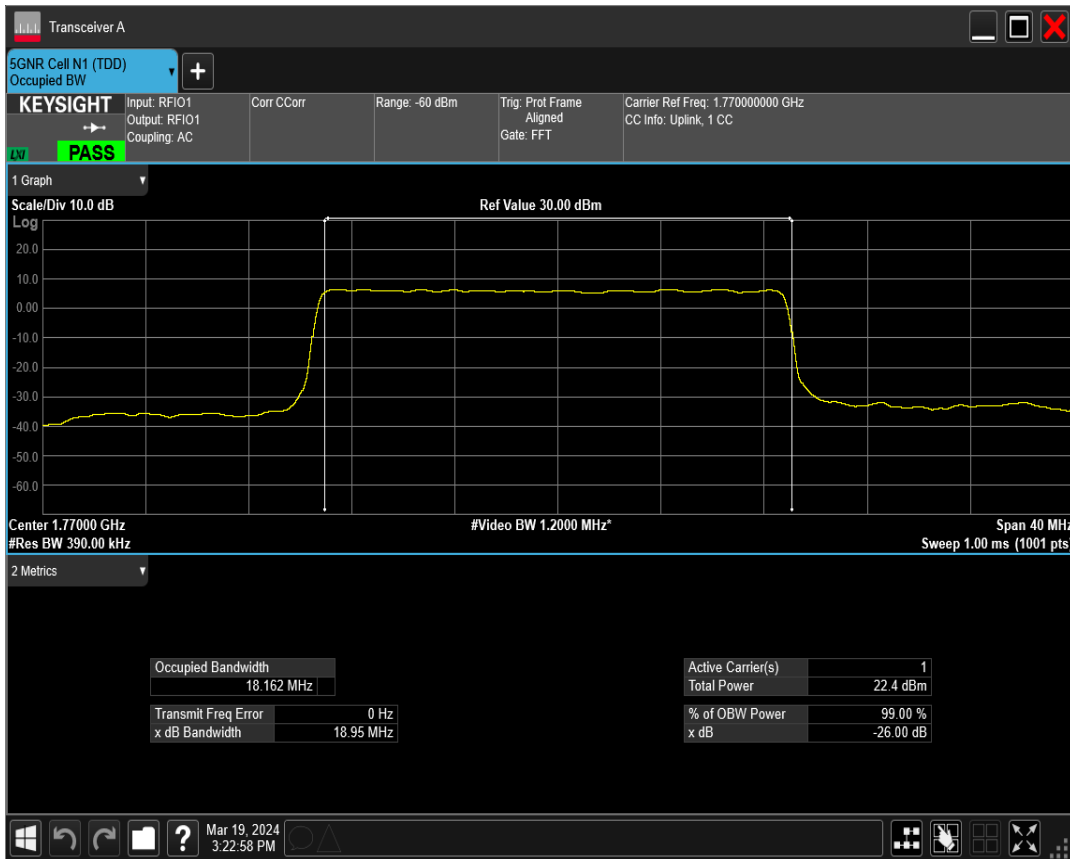 Transceiver A
5GNR Cell N1 (TDD)
Occupied BW
+
KEYSIGHT
LXI
PASS
Input: RFIO1
Output: RFIO1
Coupling: AC
Corr CCorr
Range: -60 dBm
Trig: Prot Frame
Aligned
Gate: FFT
Carrier Ref Freq: 1.770000000 GHz
CC Info: Uplink, 1 CC
1 Graph
Scale/Div 10.0 dB
Ref Value 30.00 dBm
Log
20.0
10.0
0.00
-10.0
-20.0
-30.0
-40.0
-50.0
-60.0
Center 1.77000 GHz
#Video BW 1.2000 MHz*
Span 40 MHz
#Res BW 390.00 kHz
Sweep 1.00 ms (1001 pts)
2 Metrics
Occupied Bandwidth
18.162 MHz
Transmit Freq Error 0 Hz
x dB Bandwidth 18.95 MHz
Active Carrier(s) 1
Total Power 22.4 dBm
% of OBW Power 99.00 %
x dB -26.00 dB
?
Mar 19, 2024
3:22:58 PM